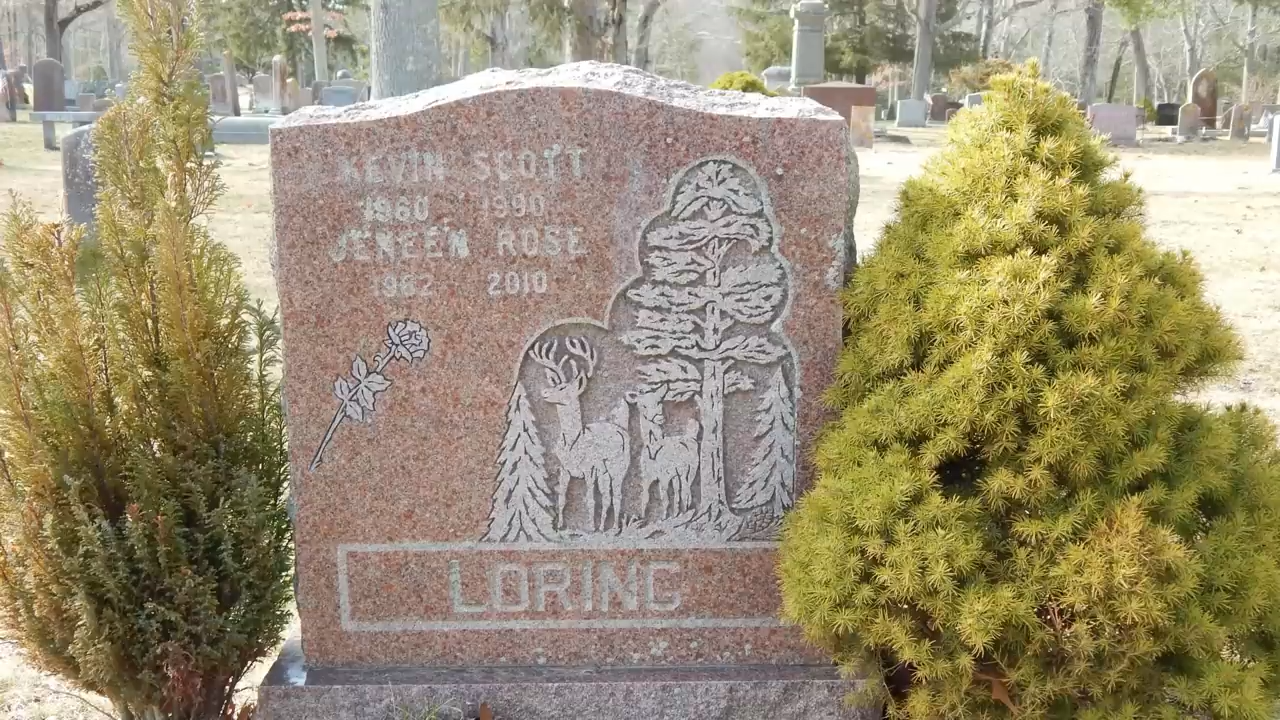 KEVIN SCOTT
1960 1990
JENEEN ROSE
1962 2010
LORING